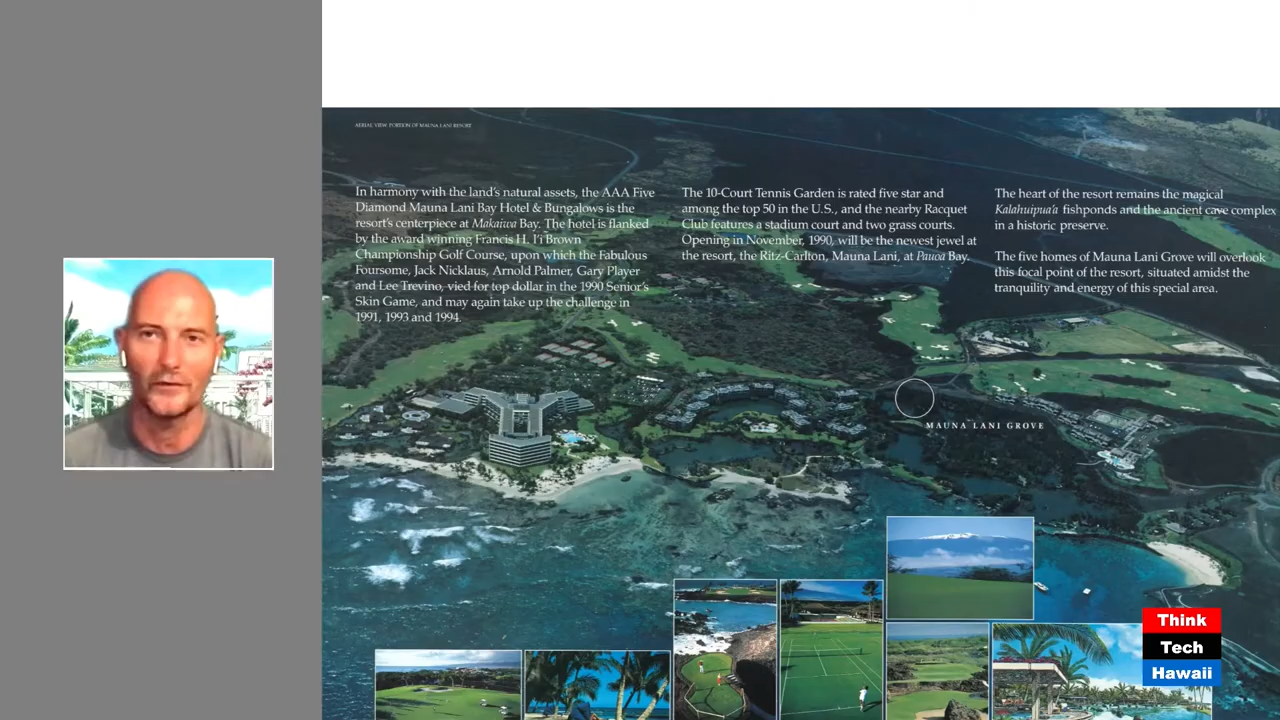 AERIAL VIEW: PORTION OF MAUNA LANI RESORT
In harmony with the land's natural assets, the AAA Five
Diamond Mauna Lani Bay Hotel & Bungalows is the
resort's centerpiece at Makaiwa Bay. The hotel is flanked
by the award winning Francis H. I'i Brown
Championship Golf Course, upon which the Fabulous
Foursome, Jack Nicklaus, Arnold Palmer, Gary Player
and Lee Trevino, vied for top dollar in the 1990 Senior's
Skin Game, and may again take up the challenge in
1991, 1993 and 1994.
The 10-Court Tennis Garden is rated five star and
among the top 50 in the U.S., and the nearby Racquet
Club features a stadium court and two grass courts.
Opening in November, 1990, will be the newest jewel at
the resort, the Ritz-Carlton, Mauna Lani, at Pauoa Bay.
The heart of the resort remains the magical
Kalahuipua'a fishponds and the ancient cave complex
in a historic preserve.
The five homes of Mauna Lani Grove will overlook
this focal point of the resort, situated amidst the
tranquility and energy of this special area.
MAUNA LANI GROVE
Think
Tech
Hawaii